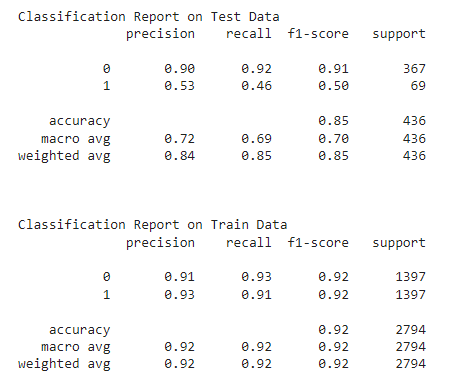 Classification Report on Test Data
precision recall f1-score support
0 0.90 0.92 0.91 367
1 0.53 0.46 0.50 69
accuracy 0.85 436
macro avg 0.72 0.69 0.70 436
weighted avg 0.84 0.85 0.85 436
Classification Report on Train Data
precision recall f1-score support
0 0.91 0.93 0.92 1397
1 0.93 0.91 0.92 1397
accuracy 0.92 2794
macro avg 0.92 0.92 0.92 2794
weighted avg 0.92 0.92 0.92 2794